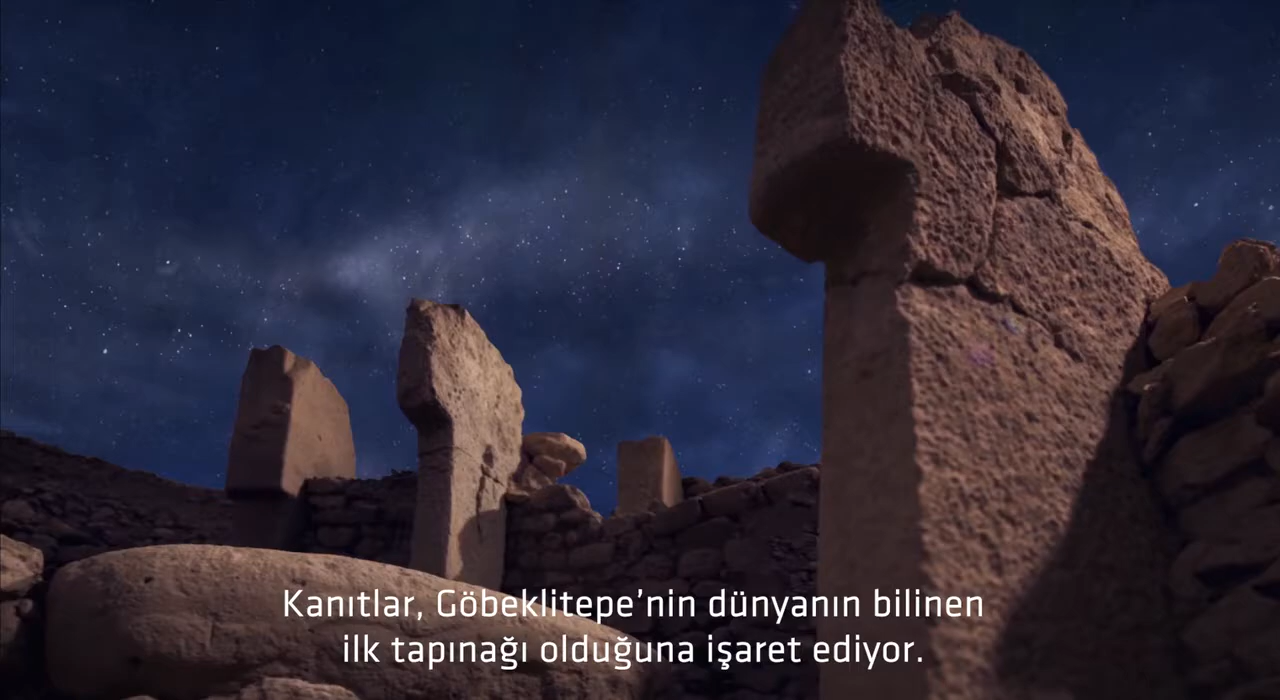 Kanıtlar, Göbeklitepe’nin dünyanın bilinen
ilk tapınağı olduğuna işaret ediyor.